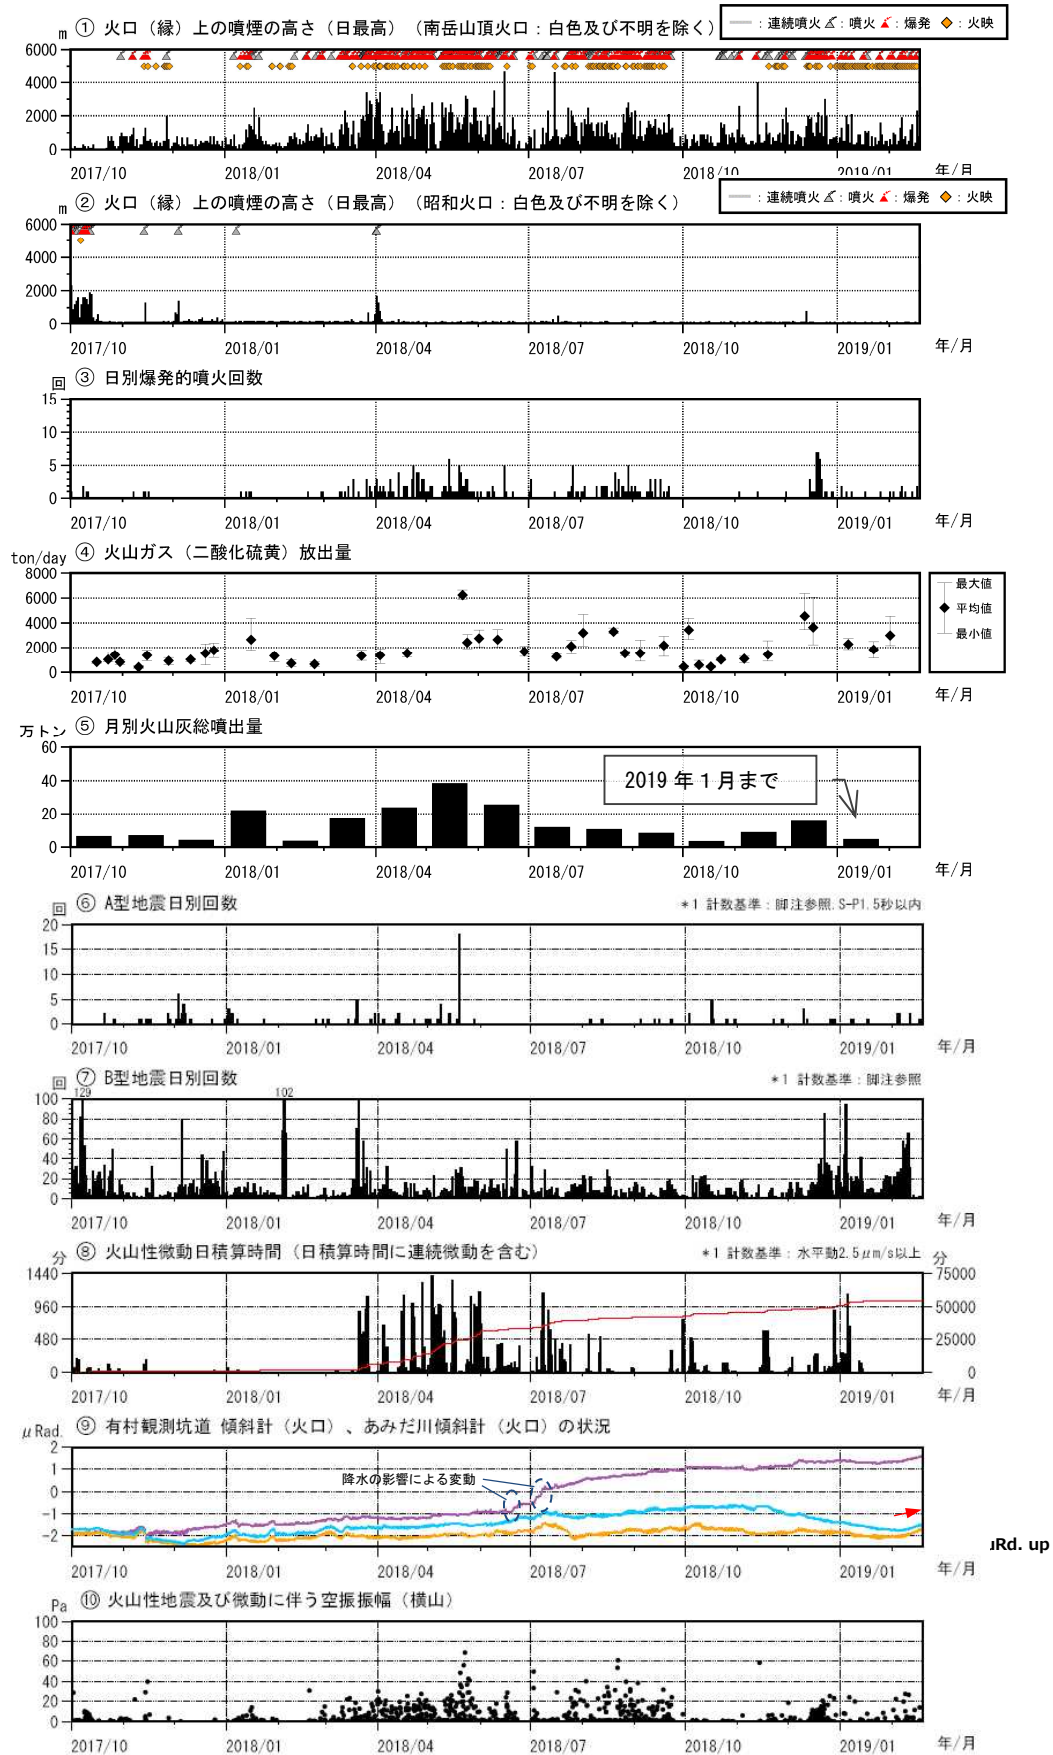 m ① 火口（縁）上の噴煙の高さ（日最高）（南岳山頂火口：白色及び不明を除く）
：連続噴火 ：噴火 ：爆発 ：火映
6000
4000
2000
0
2017/10 2018/01 2018/04 2018/07 2018/10 2019/01 年/月
m ② 火口（縁）上の噴煙の高さ（日最高）（昭和火口：白色及び不明を除く）
：連続噴火 ：噴火 ：爆発 ：火映
6000
4000
2000
0
2017/10 2018/01 2018/04 2018/07 2018/10 2019/01 年/月
回 ③ 日別爆発的噴火回数
15
10
5
0
2017/10 2018/01 2018/04 2018/07 2018/10 2019/01 年/月
ton/day ④ 火山ガス（二酸化硫黄）放出量
8000
6000
4000
2000
0
最大値
平均値
最小値
2017/10 2018/01 2018/04 2018/07 2018/10 2019/01 年/月
万トン ⑤ 月別火山灰総噴出量
60
40
20
0
2019 年 1 月まで
2017/10 2018/01 2018/04 2018/07 2018/10 2019/01 年/月
回 ⑥ A型地震日別回数 *1 計数基準：脚注参照. S-P1.5秒以内
20
15
10
5
0
2017/10 2018/01 2018/04 2018/07 2018/10 2019/01 年/月
回 ⑦ B型地震日別回数 *1 計数基準：脚注参照
129 102
100
80
60
40
20
0
2017/10 2018/01 2018/04 2018/07 2018/10 2019/01 年/月
分 ⑧ 火山性微動日積算時間（日積算時間に連続微動を含む） *1 計数基準：水平動2.5μm/s以上 分
1440 75000
960 50000
480 25000
0 0
2017/10 2018/01 2018/04 2018/07 2018/10 2019/01 年/月
μRad. ⑨ 有村観測坑道 傾斜計（火口）、あみだ川傾斜計（火口）の状況
2
1
0
-1
-2
降水の影響による変動
Rd. up
2017/10 2018/01 2018/04 2018/07 2018/10 2019/01 年/月
Pa ⑩ 火山性地震及び微動に伴う空振振幅（横山）
100
80
60
40
20
0
2017/10 2018/01 2018/04 2018/07 2018/10 2019/01 年/月